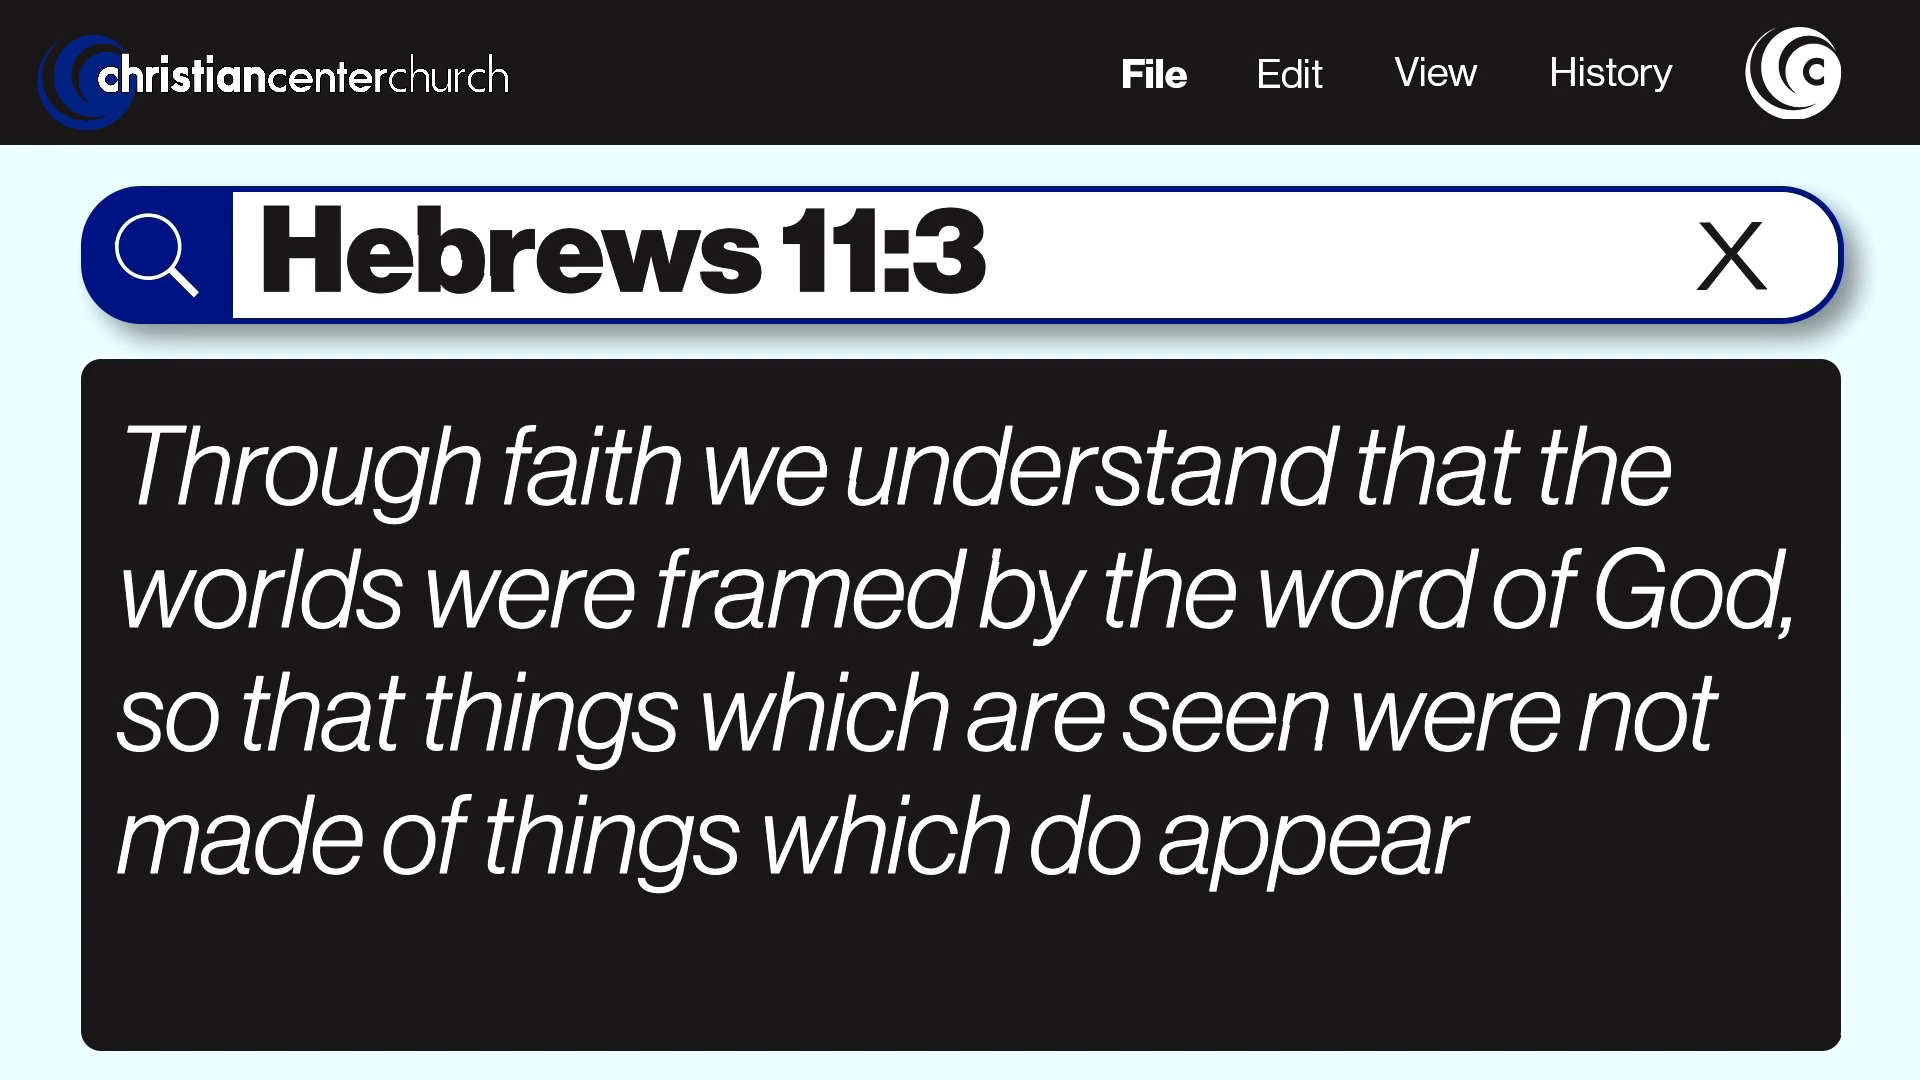 christiancenterchurch
File Edit View History
c
Hebrews 11:3
X
Through faith we understand that the
worlds were framed by the word of God,
so that things which are seen were not
made of things which do appear